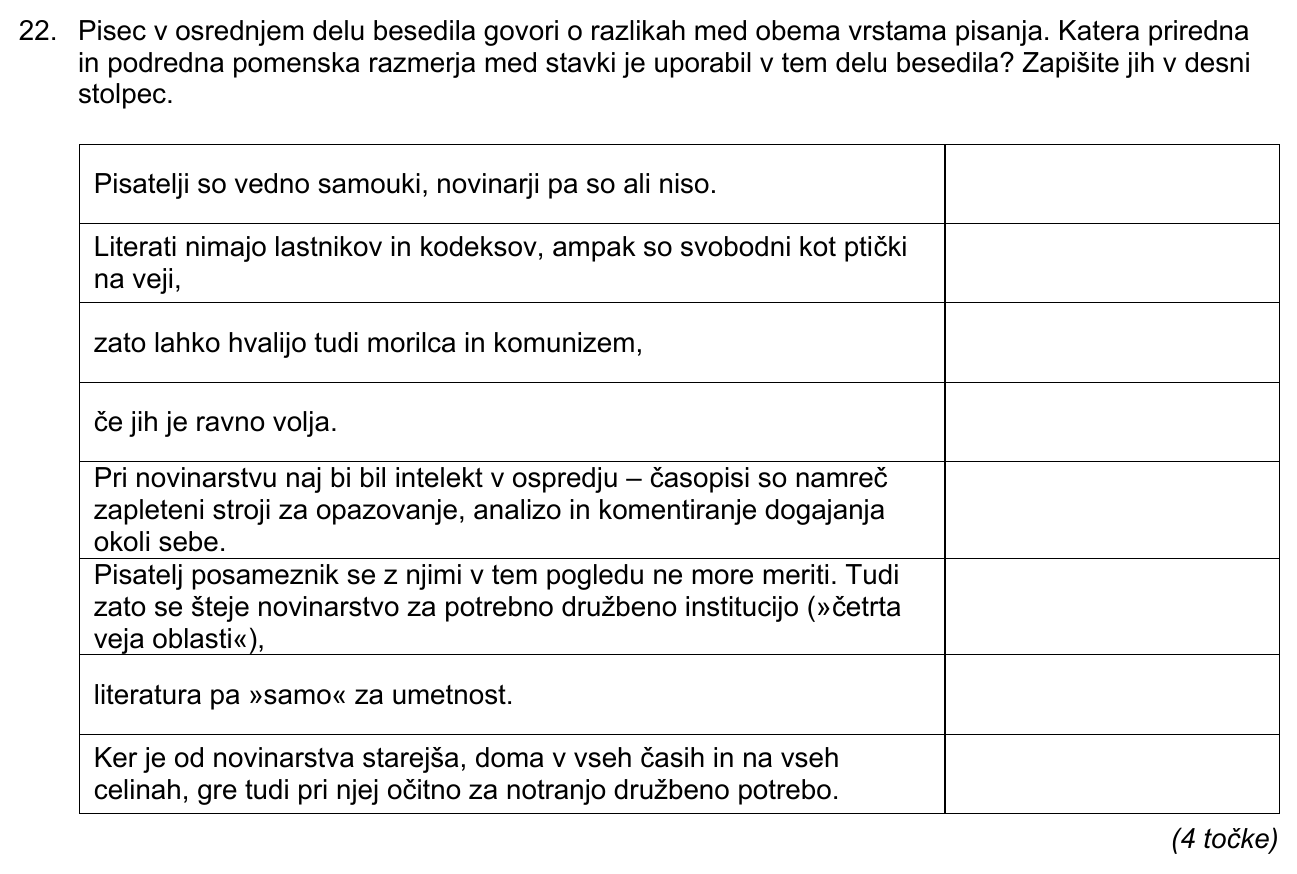 22. Pisec v osrednjem delu besedila govori o razlikah med obema vrstama pisanja. Katera priredna
in podredna pomenska razmerja med stavki je uporabil v tem delu besedila? Zapišite jih v desni
stolpec.
Pisatelji so vedno samouki, novinarji pa so ali niso.
Literati nimajo lastnikov in kodeksov, ampak so svobodni kot ptički
na veji,
zato lahko hvalijo tudi morilca in komunizem,
če jih je ravno volja.
Pri novinarstvu naj bi bil intelekt v ospredju – časopisi so namreč
zapleteni stroji za opazovanje, analizo in komentiranje dogajanja
okoli sebe.
Pisatelj posameznik se z njimi v tem pogledu ne more meriti. Tudi
zato se šteje novinarstvo za potrebno družbeno institucijo (»četrta
veja oblasti«),
literatura pa »samo« za umetnost.
Ker je od novinarstva starejša, doma v vseh časih in na vseh
celinah, gre tudi pri njej očitno za notranjo družbeno potrebo.
(4 točke)